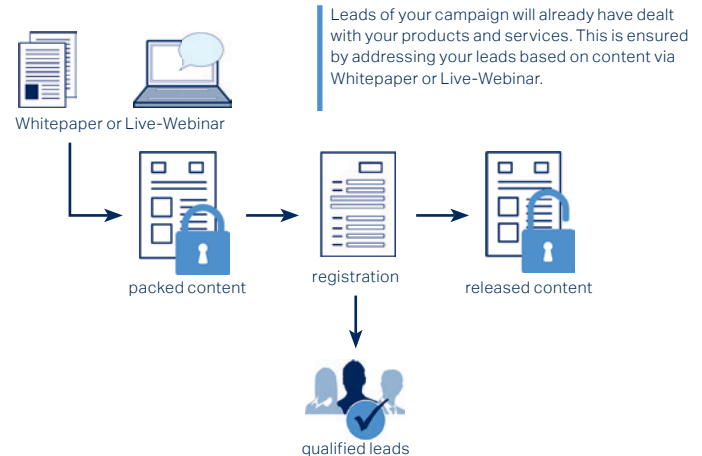 Leads of your campaign will already have dealt
with your products and services. This is ensured
by addressing your leads based on content via
Whitepaper or Live-Webinar.
Whitepaper or Live-Webinar
packed content
registration
released content
qualified leads